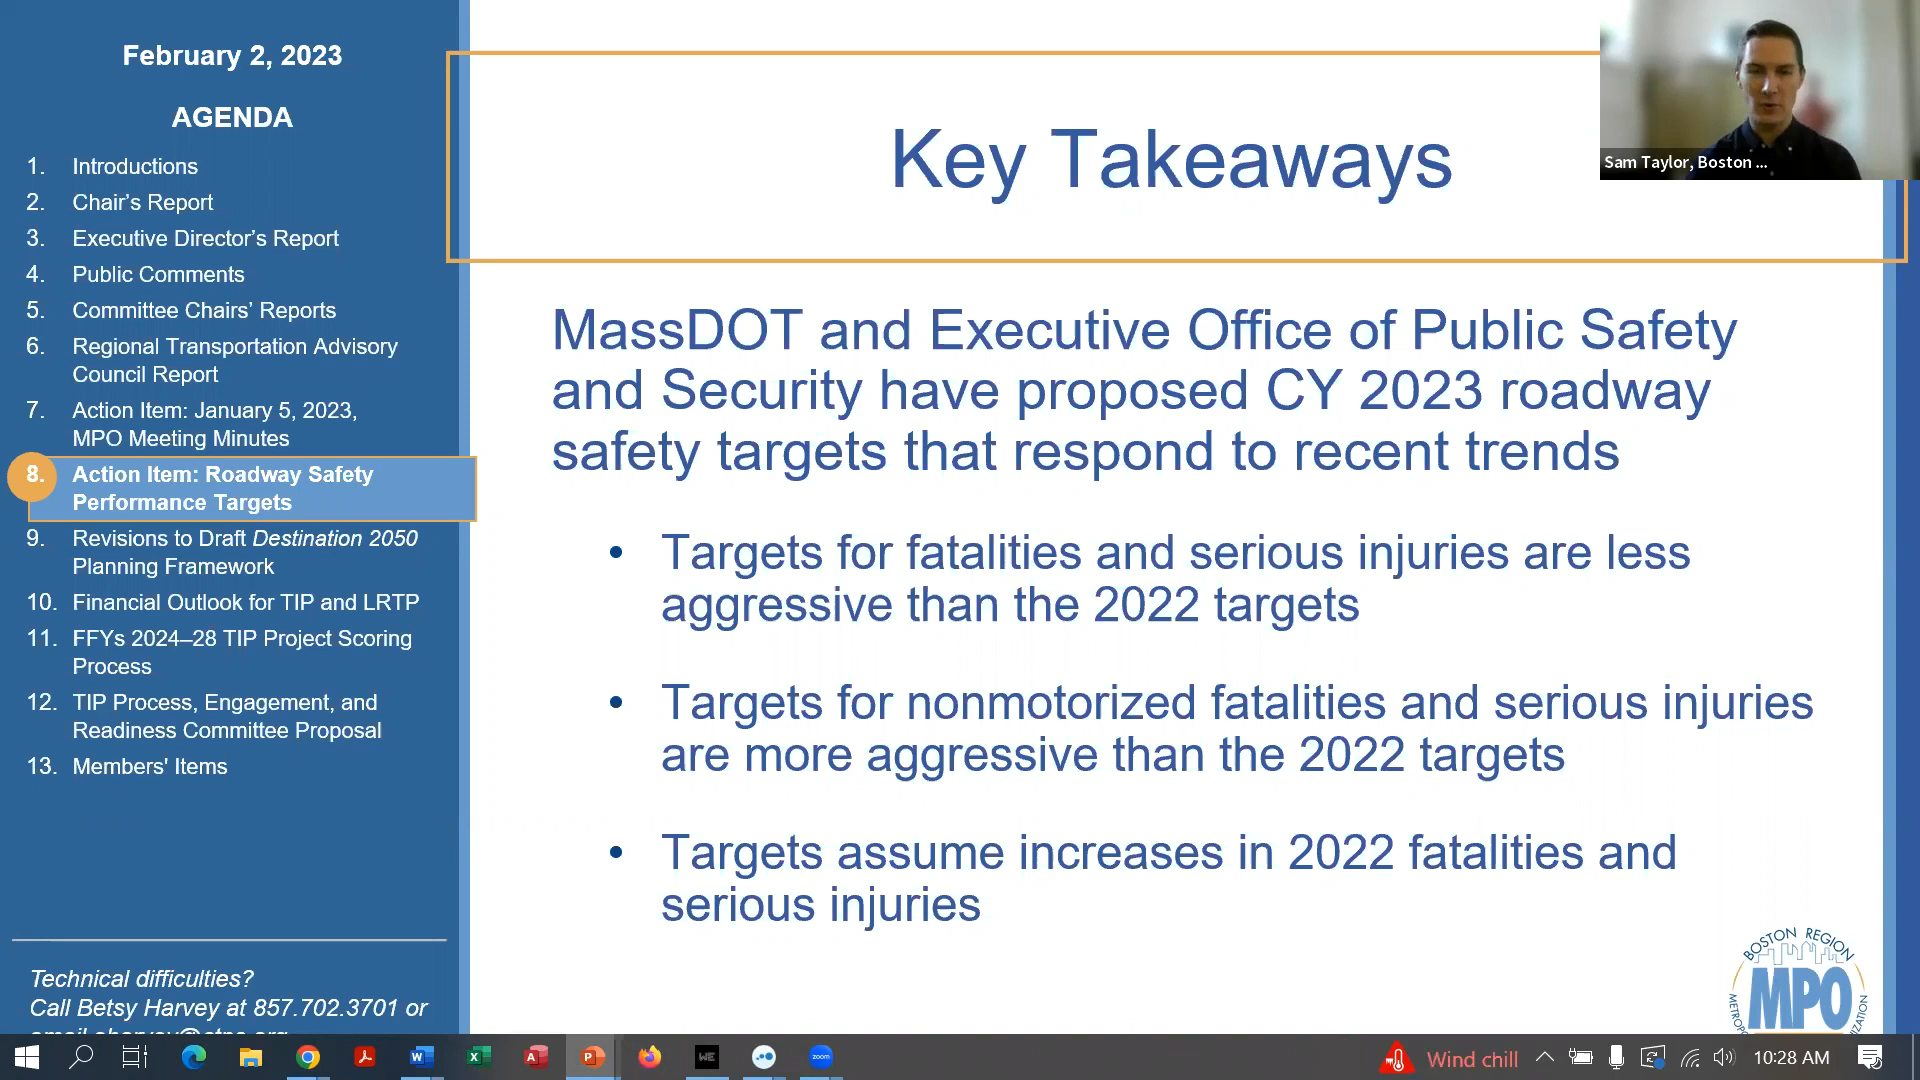 February 2, 2023
AGENDA
1. Introductions
2. Chair's Report
3. Executive Director's Report
4. Public Comments
5. Committee Chairs' Reports
6. Regional Transportation Advisory
Council Report
7. Action Item: January 5, 2023,
MPO Meeting Minutes
8. Action Item: Roadway Safety
Performance Targets
9. Revisions to Draft Destination 2050
Planning Framework
10. Financial Outlook for TIP and LRTP
11. FFYs 2024–28 TIP Project Scoring
Process
12. TIP Process, Engagement, and
Readiness Committee Proposal
13. Members' Items
Technical difficulties?
Call Betsy Harvey at 857.702.3701 or
Key Takeaways
Sam Taylor, Boston ...
MassDOT and Executive Office of Public Safety
and Security have proposed CY 2023 roadway
safety targets that respond to recent trends
• Targets for fatalities and serious injuries are less
aggressive than the 2022 targets
• Targets for nonmotorized fatalities and serious injuries
are more aggressive than the 2022 targets
• Targets assume increases in 2022 fatalities and
serious injuries
BOSTON REGION
MPO
WE
zoom
Wind chill
10:28 AM